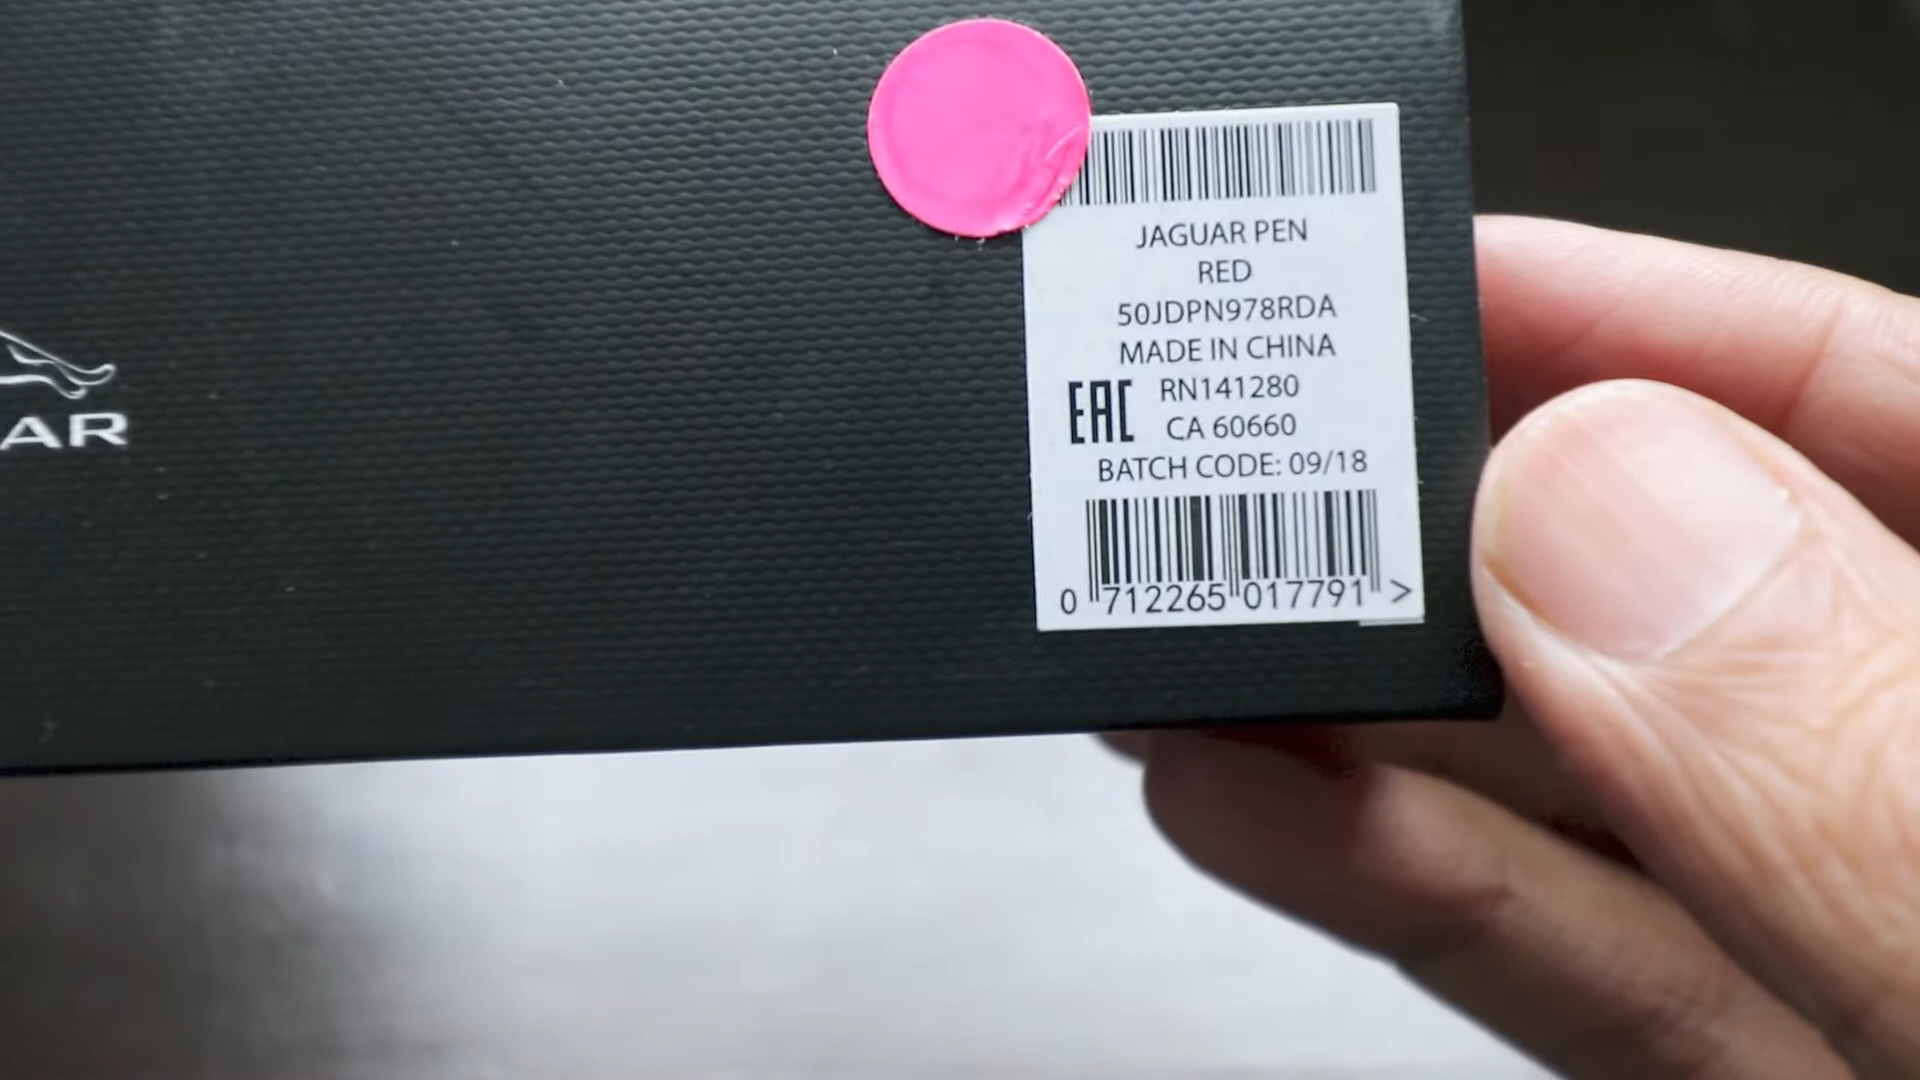 AR
JAGUAR PEN
RED
50JDPN978RDA
MADE IN CHINA
EAC RN141280
CA 60660
BATCH CODE: 09/18
0 712265 017791 >